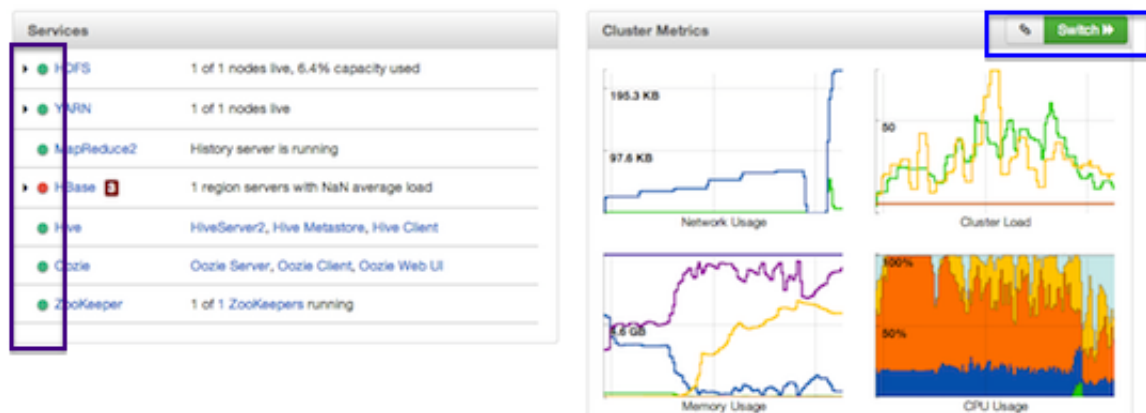 Services
HDFS 1 of 1 nodes live, 6.4% capacity used
YARN 1 of 1 nodes live
MapReduce2 History server is running
HBase 3 1 region servers with NaN average load
Hive HiveServer2, Hive Metastore, Hive Client
Oozie Oozie Server, Oozie Client, Oozie Web UI
ZooKeeper 1 of 1 ZooKeepers running
Cluster Metrics
Switch
195.3 KB
97.6 KB
Network Usage
50
Cluster Load
4.6 GB
Memory Usage
100%
50%
CPU Usage